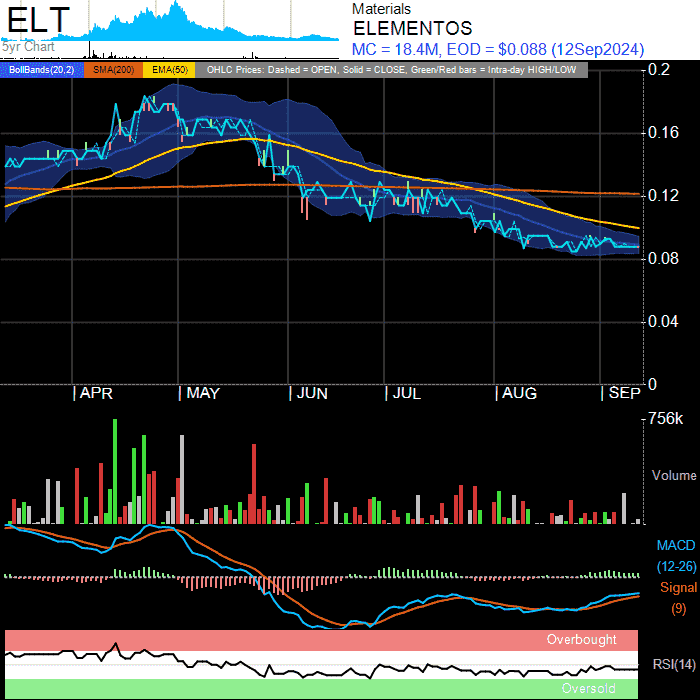 ELT
5yr Chart
Materials
ELEMENTOS
MC = 18.4M, EOD = $0.088 (12Sep2024)
BollBands(20,2) SMA(200) EMA(50) OHLC Prices: Dashed = OPEN, Solid = CLOSE, Green/Red bars = Intra-day HIGH/LOW
0.2
0.16
0.12
0.08
0.04
0
APR MAY JUN JUL AUG SEP
756k
Volume
MACD
(12-26)
Signal
(9)
Overbought
RSI(14)
Oversold